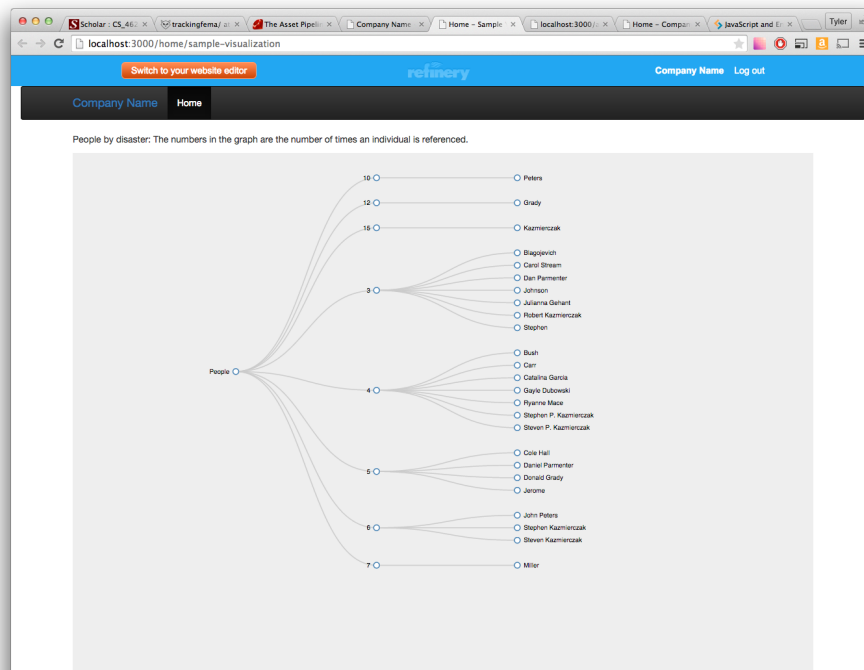 Scholar : CS_462
trackingfema/ at
The Asset Pipelin
Company Name
Home - Sample
localhost:3000/
Home - Compan
JavaScript and Er
Tyler
localhost:3000/home/sample-visualization
Switch to your website editor
refinery
Company Name Log out
Company Name Home
People by disaster: The numbers in the graph are the number of times an individual is referenced.
People
10 Peters
12 Grady
15 Kazmierczak
3
Blagojevich
Carol Stream
Dan Parmenter
Johnson
Julianna Gehant
Robert Kazmierczak
Stephen
4
Bush
Carr
Catalina Garcia
Gayle Dubowski
Ryanne Mace
Stephen P. Kazmierczak
Steven P. Kazmierczak
5
Cole Hall
Daniel Parmenter
Donald Grady
Jerome
6
John Peters
Stephen Kazmierczak
Steven Kazmierczak
7 Miller